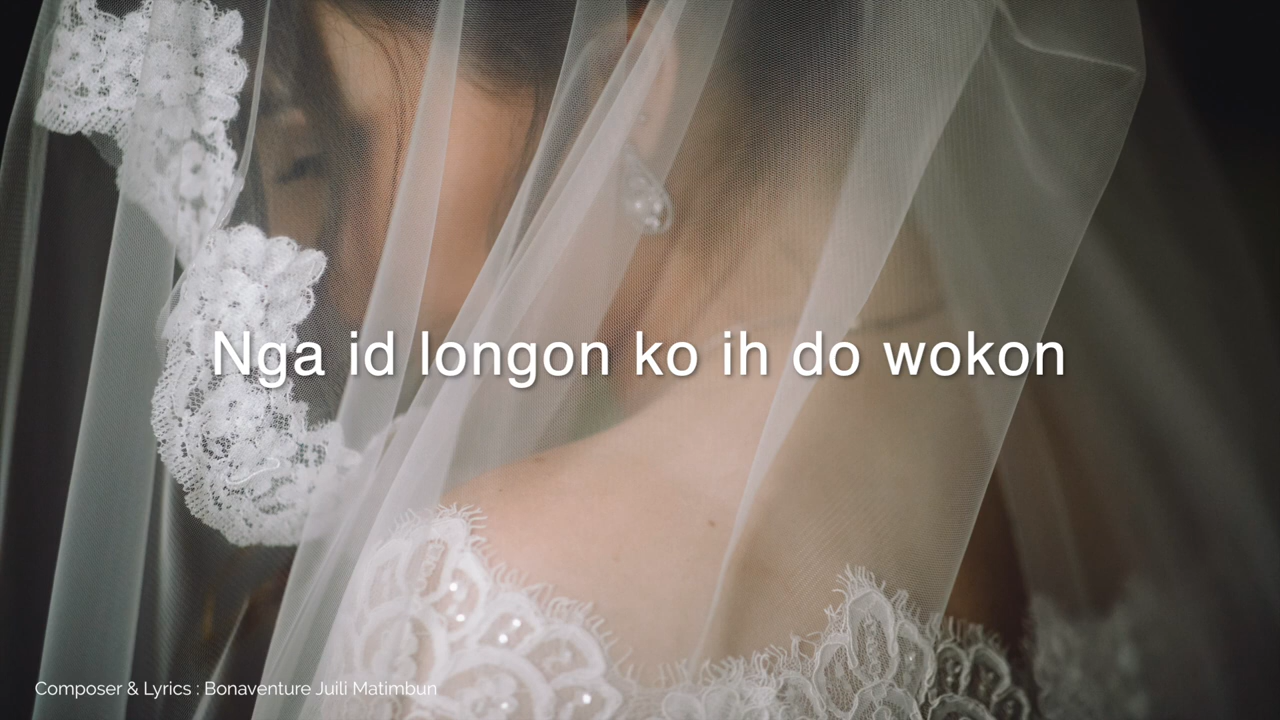 Nga id longon ko ih do wokon
Composer & Lyrics : Bonaventure Juili Matimbun